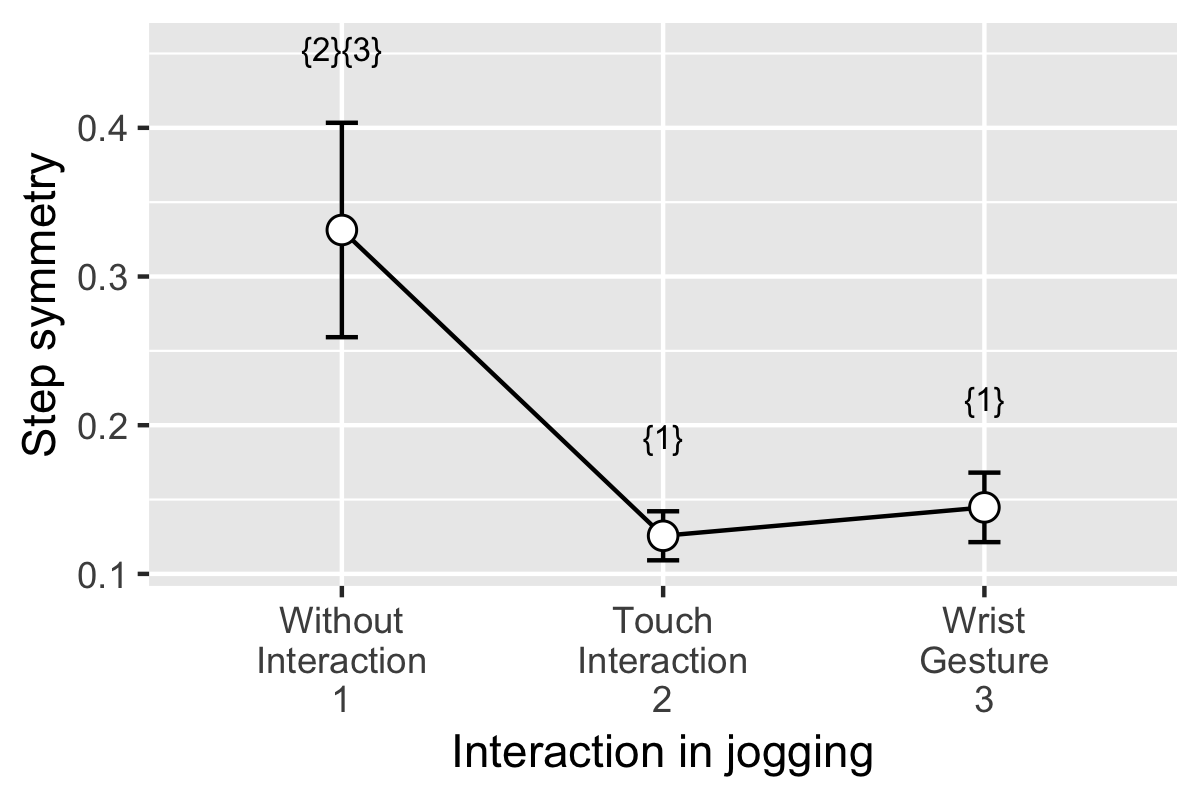 {2}{3}
0.4
0.3
{1}
0.2
{1}
0.1
Step symmetry
Without
Interaction
1
Touch
Interaction
2
Wrist
Gesture
3
Interaction in jogging